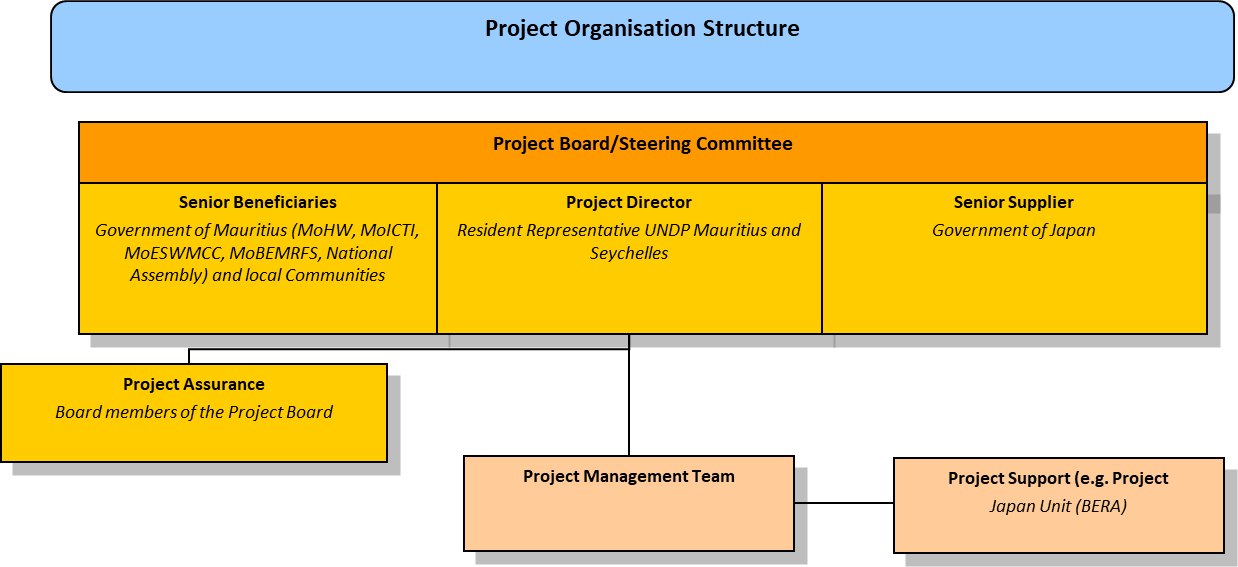 Project Organisation Structure
Project Board/Steering Committee
Senior Beneficiaries
Government of Mauritius (MoHW, MoICTI,
MoESWMCC, MoBEMRFS, National
Assembly) and local Communities
Project Director
Resident Representative UNDP Mauritius and
Seychelles
Senior Supplier
Government of Japan
Project Assurance
Board members of the Project Board
Project Management Team
Project Support (e.g. Project
Japan Unit (BERA)